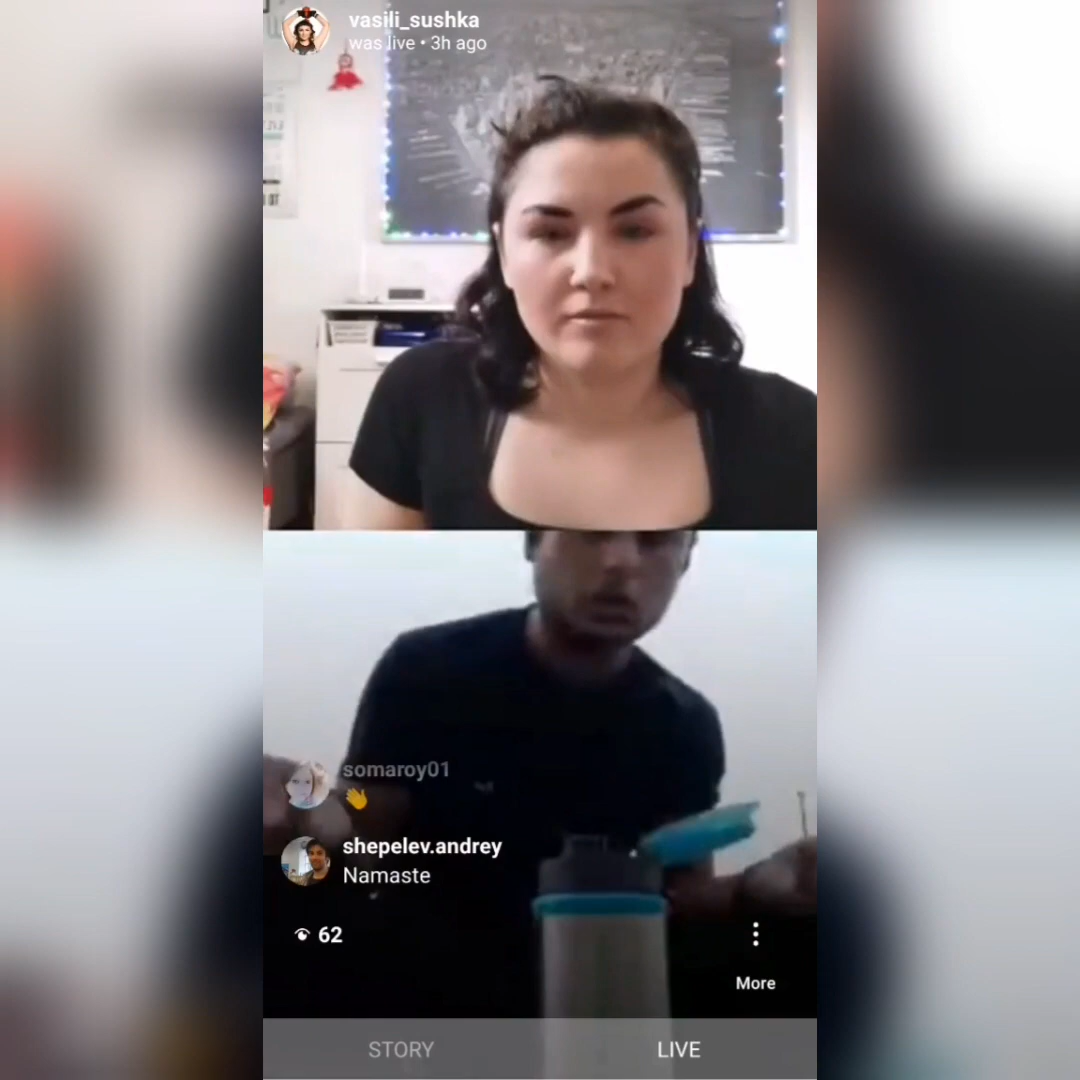 vasili_sushka
was live • 3h ago
somaroy01
👋
shepelev.andrey
Namaste
62
More
STORY
LIVE